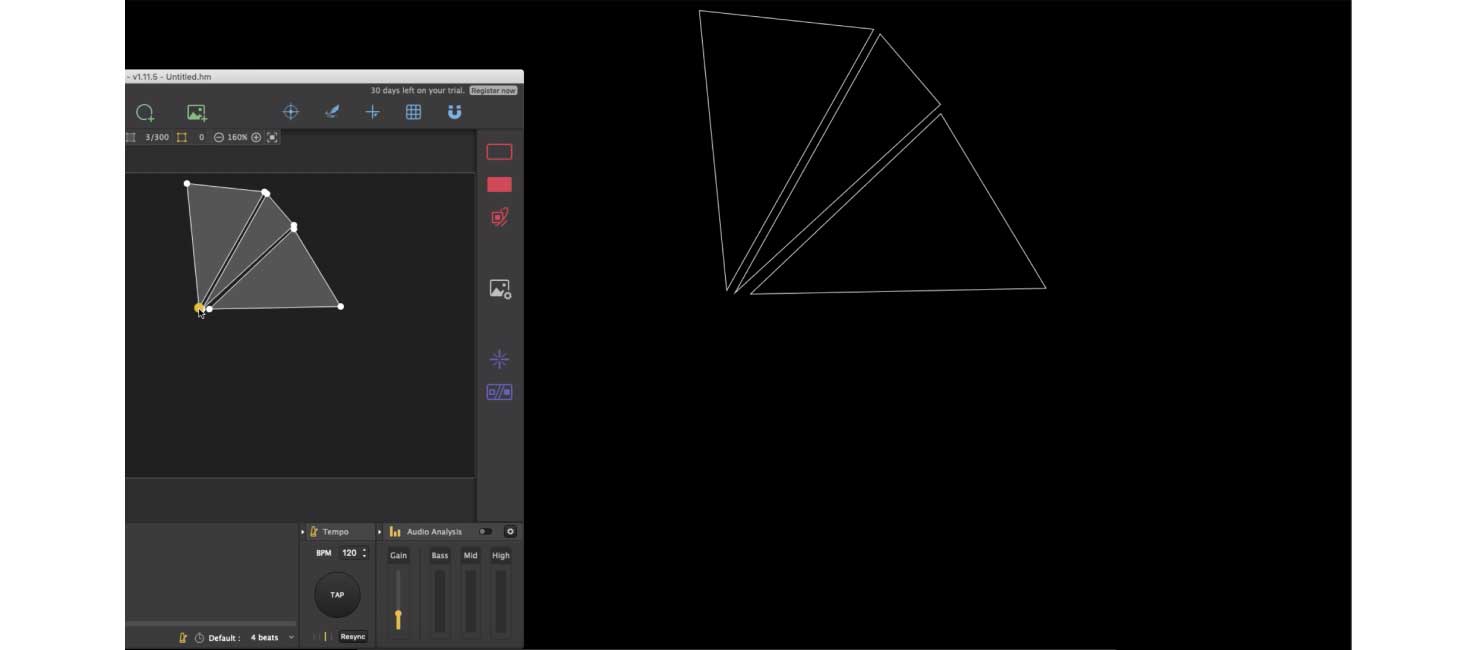 - v1.11.5 - Untitled.hm
30 days left on your trial. Register now
3/300 0 160%
Tempo Audio Analysis
BPM 120 Gain Bass Mid High
TAP
Default : 4 beats Resync